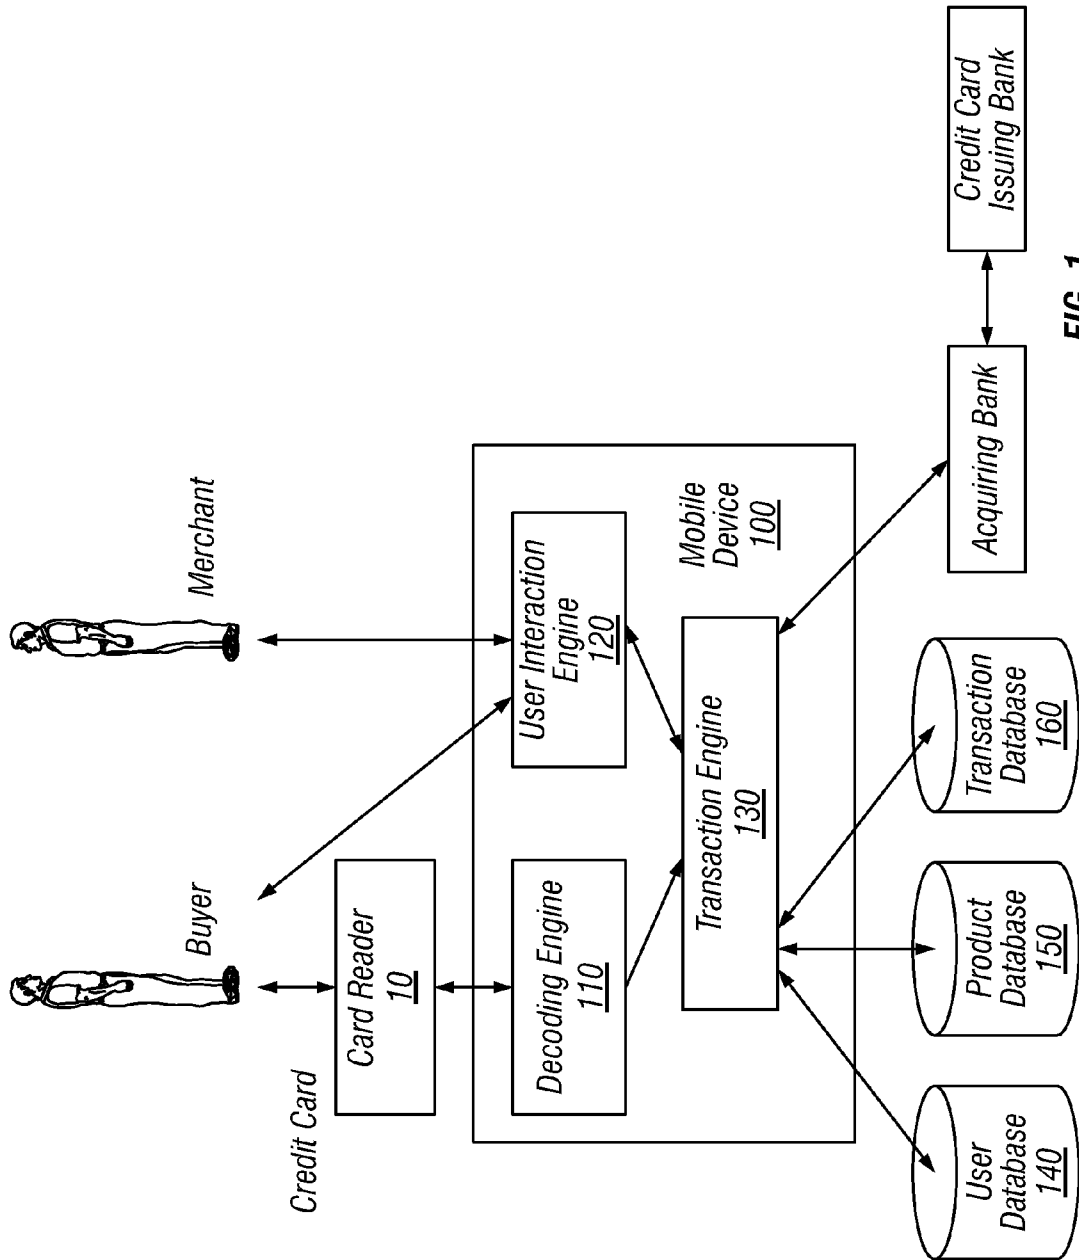 Buyer
Merchant
Credit Card
Card Reader
10
Decoding Engine
110
User Interaction
Engine
120
Mobile
Device
100
Transaction Engine
130
User
Database
140
Product
Database
150
Transaction
Database
160
Acquiring Bank
Credit Card
Issuing Bank
FIG. 1